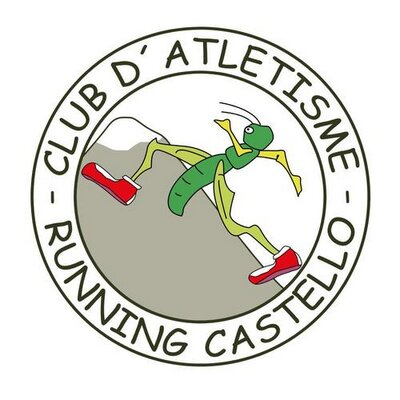 CLUB D´ATLETISME
- RUNNING CASTELLO -